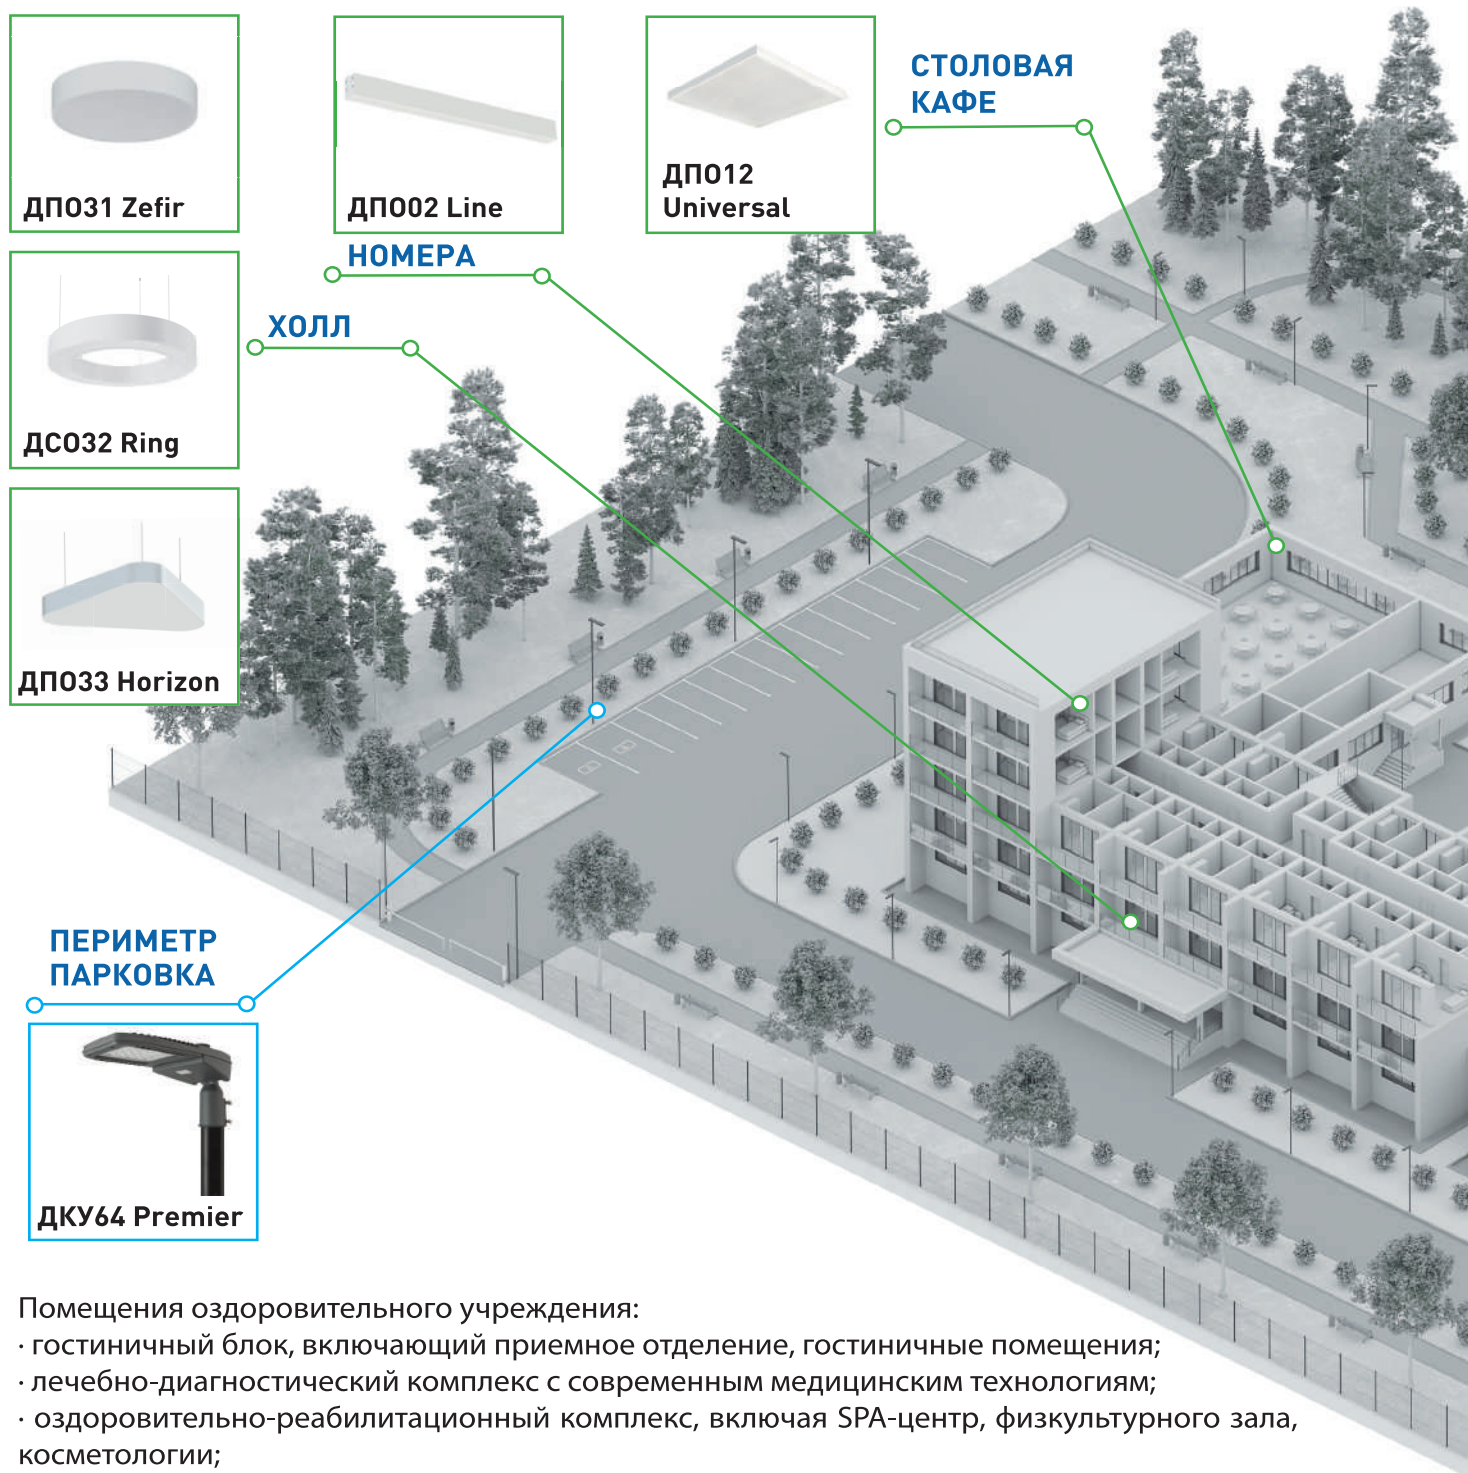 ДПО31 Zefir
ДПО02 Line
ДПО12
Universal
СТОЛОВАЯ
КАФЕ
НОМЕРА
ХОЛЛ
ДСО32 Ring
ДПО33 Horizon
ПЕРИМЕТР
ПАРКОВКА
ДКУ64 Premier
Помещения оздоровительного учреждения:
· гостиничный блок, включающий приемное отделение, гостиничные помещения;
· лечебно-диагностический комплекс с современным медицинским технологиям;
· оздоровительно-реабилитационный комплекс, включая SPA-центр, физкультурного зала,
косметологии;